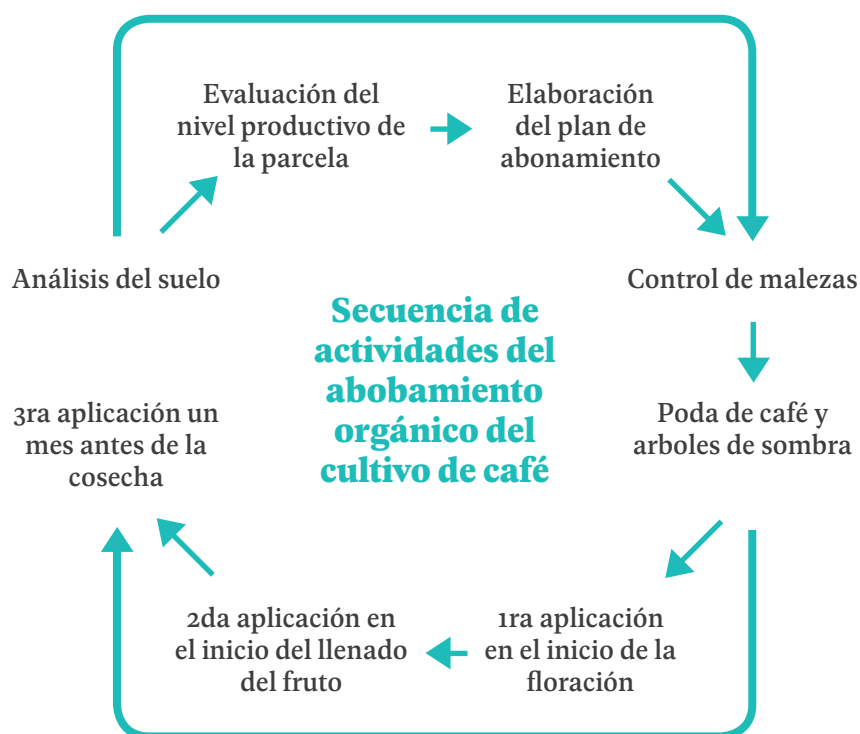 Evaluación del
nivel productivo de
la parcela
Elaboración
del plan de
abonamiento
Análisis del suelo
Control de malezas
Secuencia de
actividades del
abobamiento
orgánico del
cultivo de café
3ra aplicación un
mes antes de la
cosecha
Poda de café y
arboles de sombra
2da aplicación en
el inicio del llenado
del fruto
1ra aplicación
en el inicio de la
floración